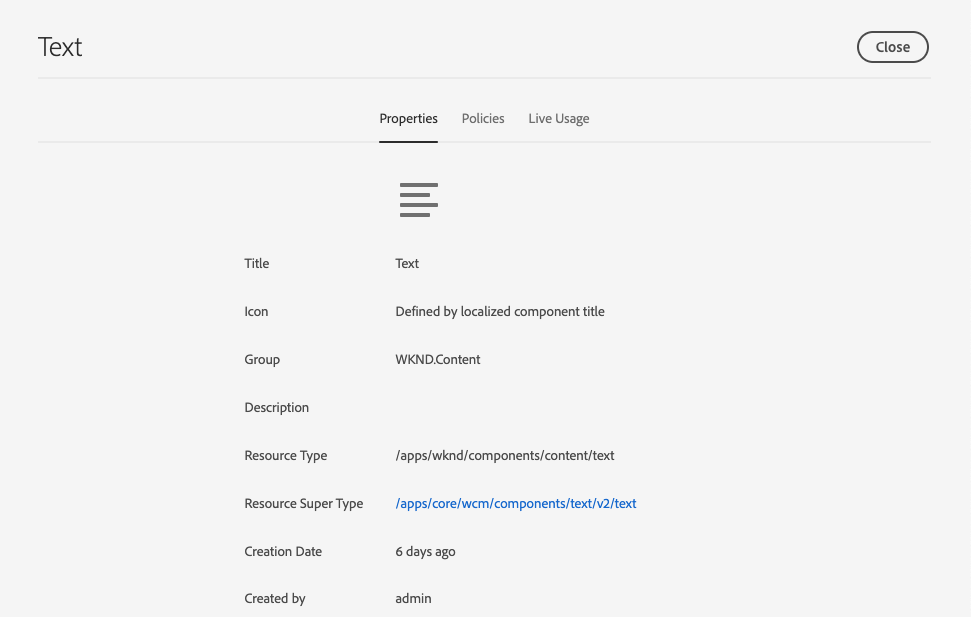 Text
Close
Properties Policies Live Usage
Title Text
Icon Defined by localized component title
Group WKND.Content
Description
Resource Type /apps/wknd/components/content/text
Resource Super Type /apps/core/wcm/components/text/v2/text
Creation Date 6 days ago
Created by admin